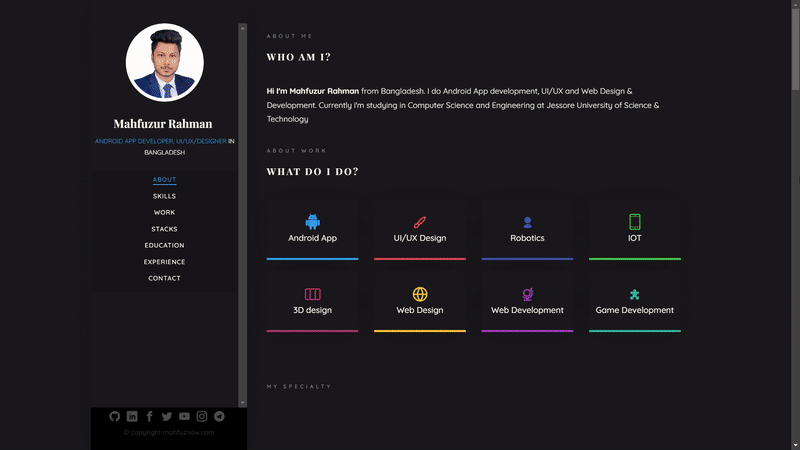 Mahfuzur Rahman
ANDROID APP DEVELOPER, UI/UX/DESIGNER IN
BANGLADESH
ABOUT
SKILLS
WORK
STACKS
EDUCATION
EXPERIENCE
CONTACT
© copyright mahfuznow.com
ABOUT ME
WHO AM I?
Hi I'm Mahfuzur Rahman from Bangladesh. I do Android App development, UI/UX and Web Design &
Development. Currently i'm studying in Computer Science and Engineering at Jessore University of Science &
Technology
ABOUT WORK
WHAT DO I DO?
Android App
UI/UX Design
Robotics
IOT
3D design
Web Design
Web Development
Game Development
MY SPECIALTY